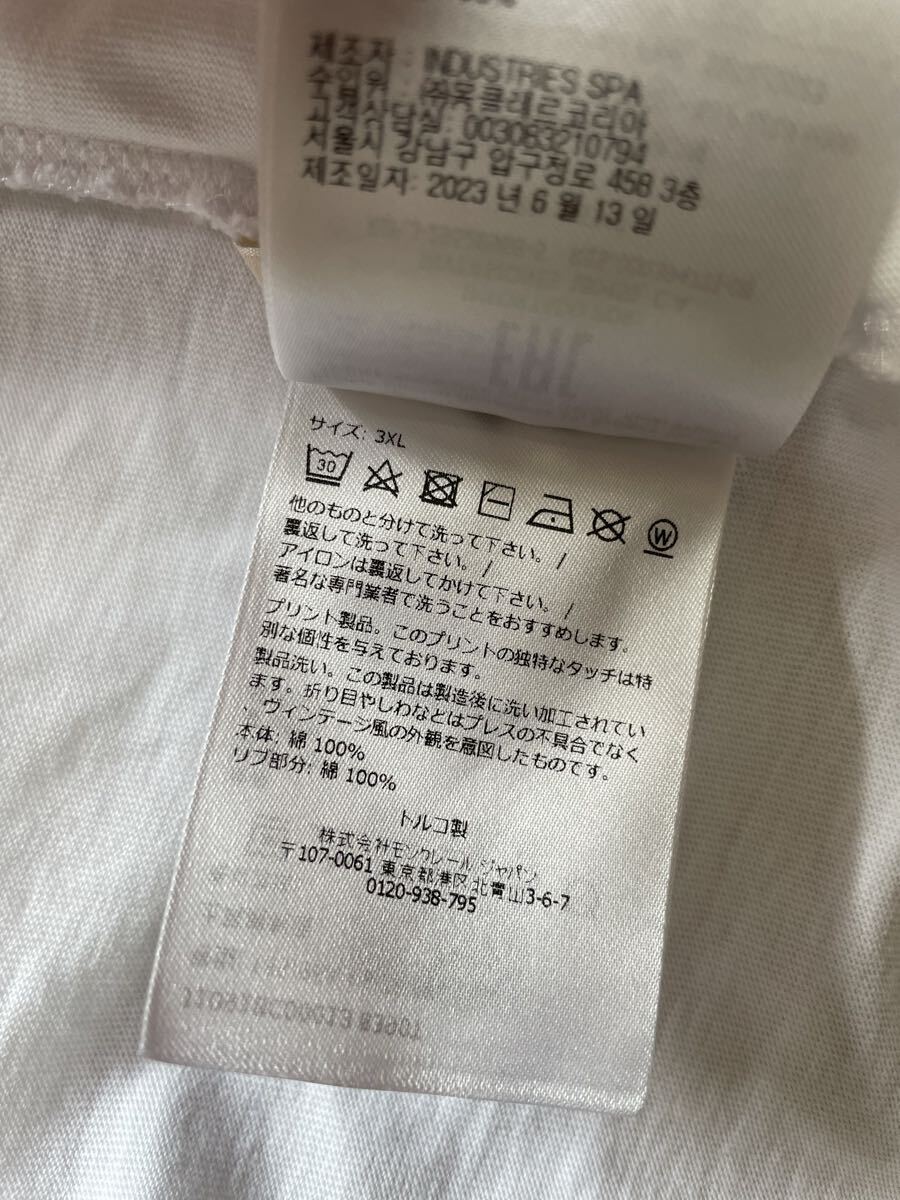 제조자 : INDUSTRIES SPA
수입원 : ㈜몽클레르코리아
고객상담실: 00306321079​4
서울시 강남구 압구정로 458 3층
제조일자: 2023 년 6 월 13 일
サイズ: 3XL
30
W
他のものと分けて洗って下さい。/
裏返して洗って下さい。/
アイロンは裏返してかけて下さい。/
著名な専門業者で洗うことをおすすめします。
プリント製品。このプリントの独特なタッチは特
別な個性を与えております。
製品洗い。この製品は製造後に洗い加工されてい
ます。折り目やしわなとはプレスの不具合でなく
、ヴィンテージ風の外観を意図したものです。
本体: 綿 100%
リブ部分: 綿 100%
トルコ製
株式会社モンクレール ジャパン
〒107-0061 東京都港区北青山3-6-7
0120-938-795